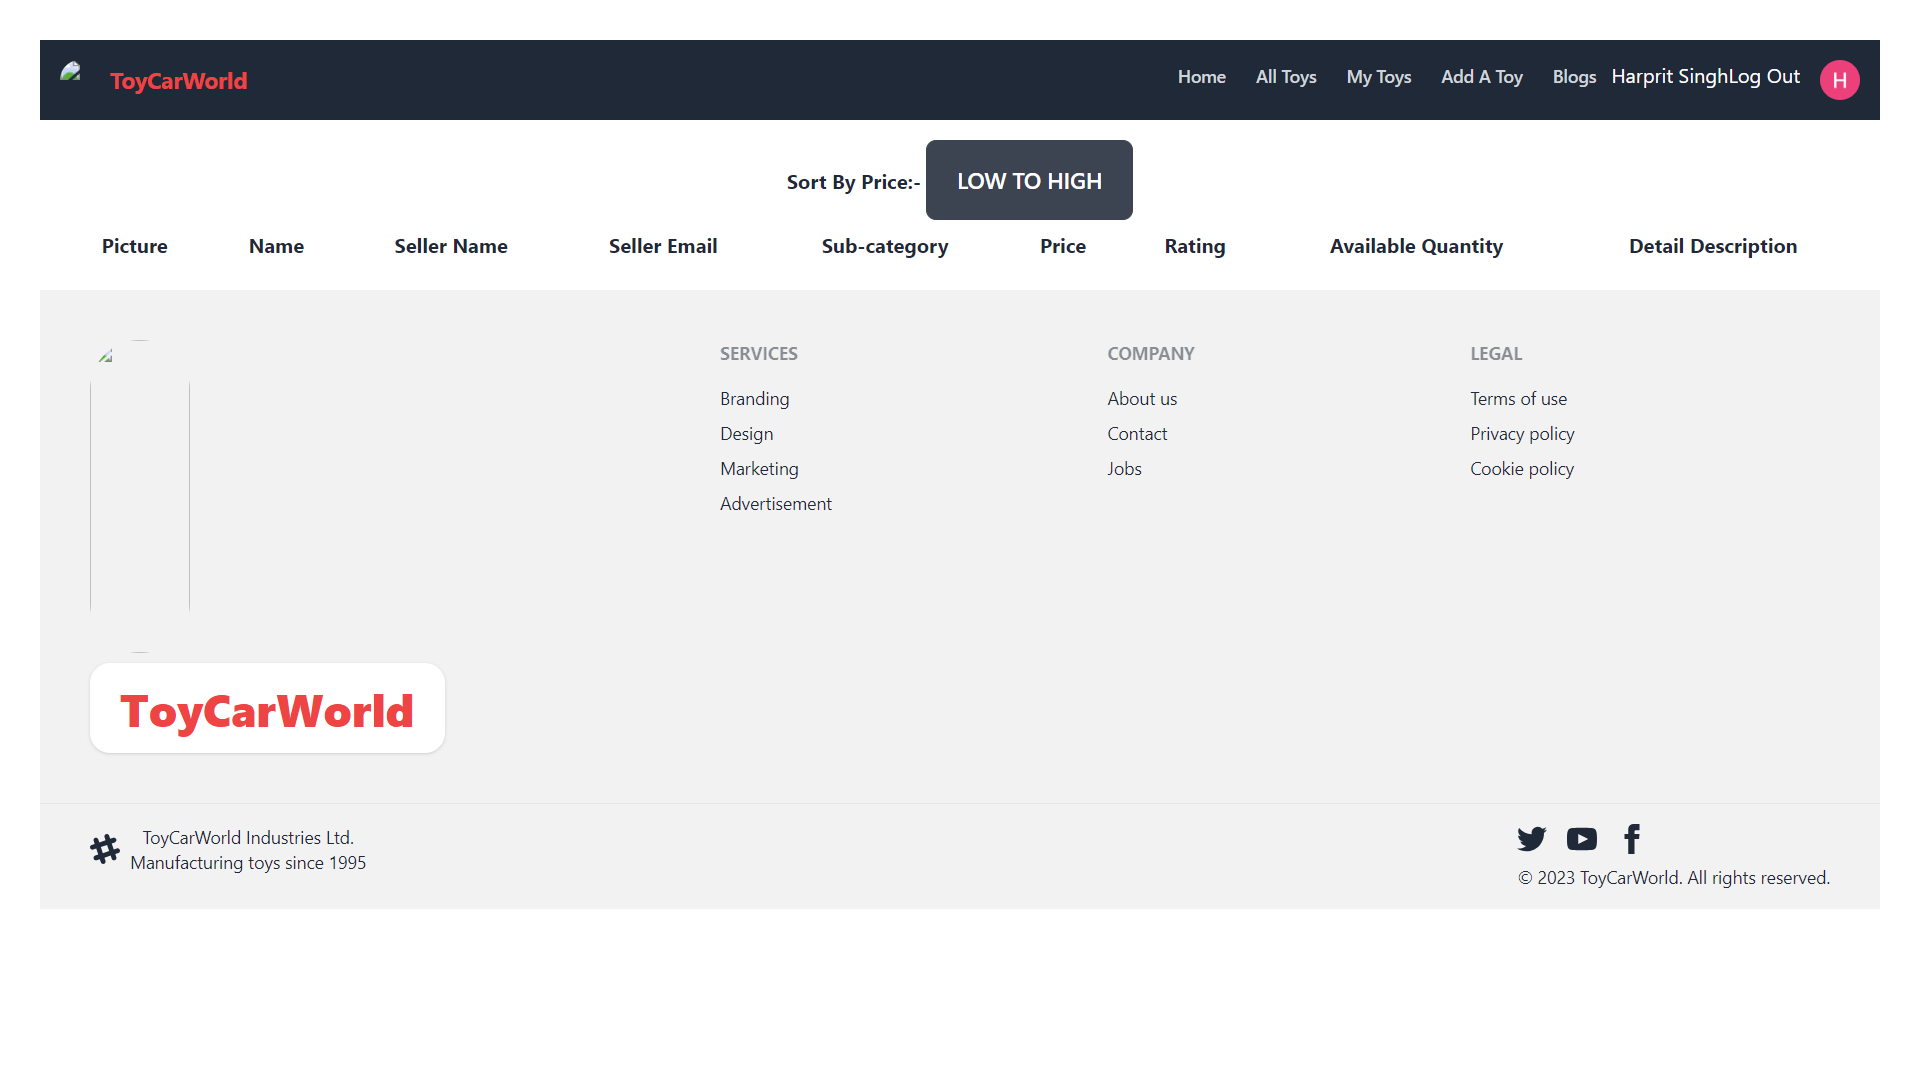 ToyCarWorld
Home All Toys My Toys Add A Toy Blogs Harprit SinghLog Out H
Sort By Price:- LOW TO HIGH
Picture Name Seller Name Seller Email Sub-category Price Rating Available Quantity Detail Description
SERVICES
Branding
Design
Marketing
Advertisement
COMPANY
About us
Contact
Jobs
LEGAL
Terms of use
Privacy policy
Cookie policy
ToyCarWorld
ToyCarWorld Industries Ltd.
Manufacturing toys since 1995
© 2023 ToyCarWorld. All rights reserved.